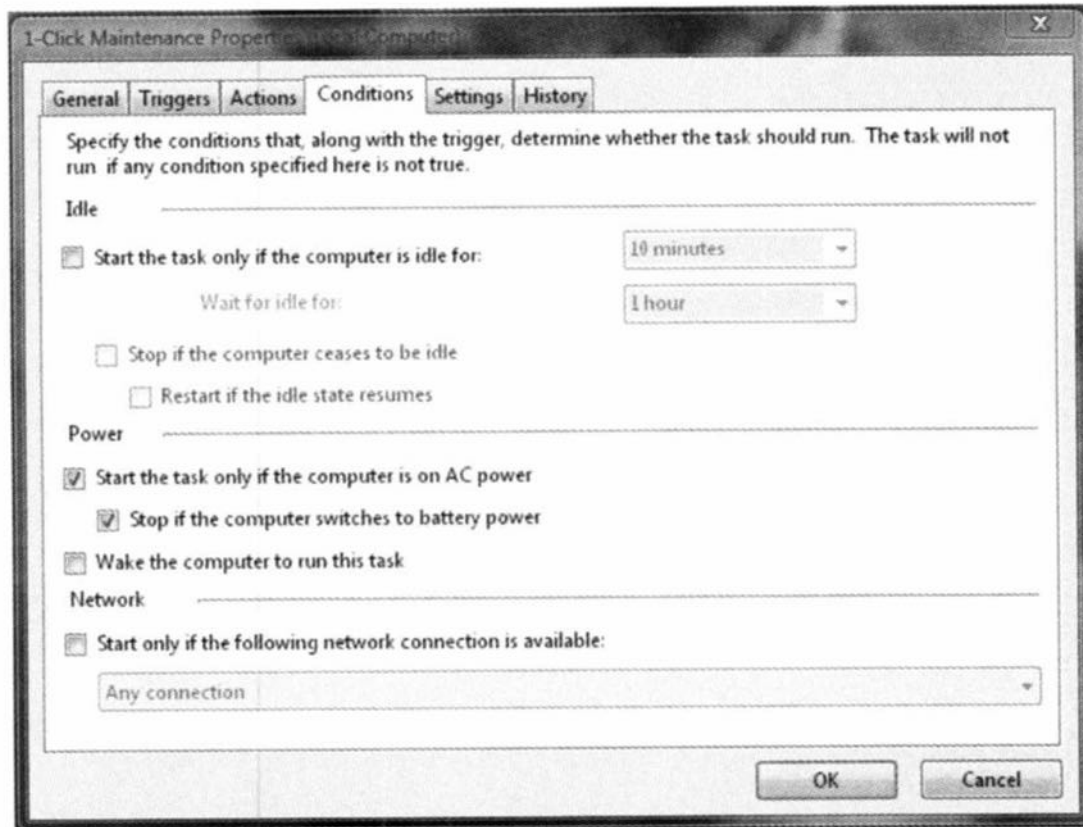 1-Click Maintenance Properties (Local Computer)
General Triggers Actions Conditions Settings History
Specify the conditions that, along with the trigger, determine whether the task should run. The task will not
run if any condition specified here is not true.
Idle
Start the task only if the computer is idle for: 10 minutes
Wait for idle for: 1 hour
Stop if the computer ceases to be idle
Restart if the idle state resumes
Power
Start the task only if the computer is on AC power
Stop if the computer switches to battery power
Wake the computer to run this task
Network
Start only if the following network connection is available:
Any connection
OK Cancel